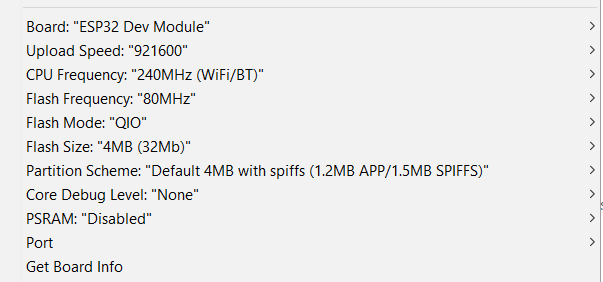 Board: "ESP32 Dev Module"
Upload Speed: "921600"
CPU Frequency: "240MHz (WiFi/BT)"
Flash Frequency: "80MHz"
Flash Mode: "QIO"
Flash Size: "4MB (32Mb)"
Partition Scheme: "Default 4MB with spiffs (1.2MB APP/1.5MB SPIFFS)"
Core Debug Level: "None"
PSRAM: "Disabled"
Port
Get Board Info